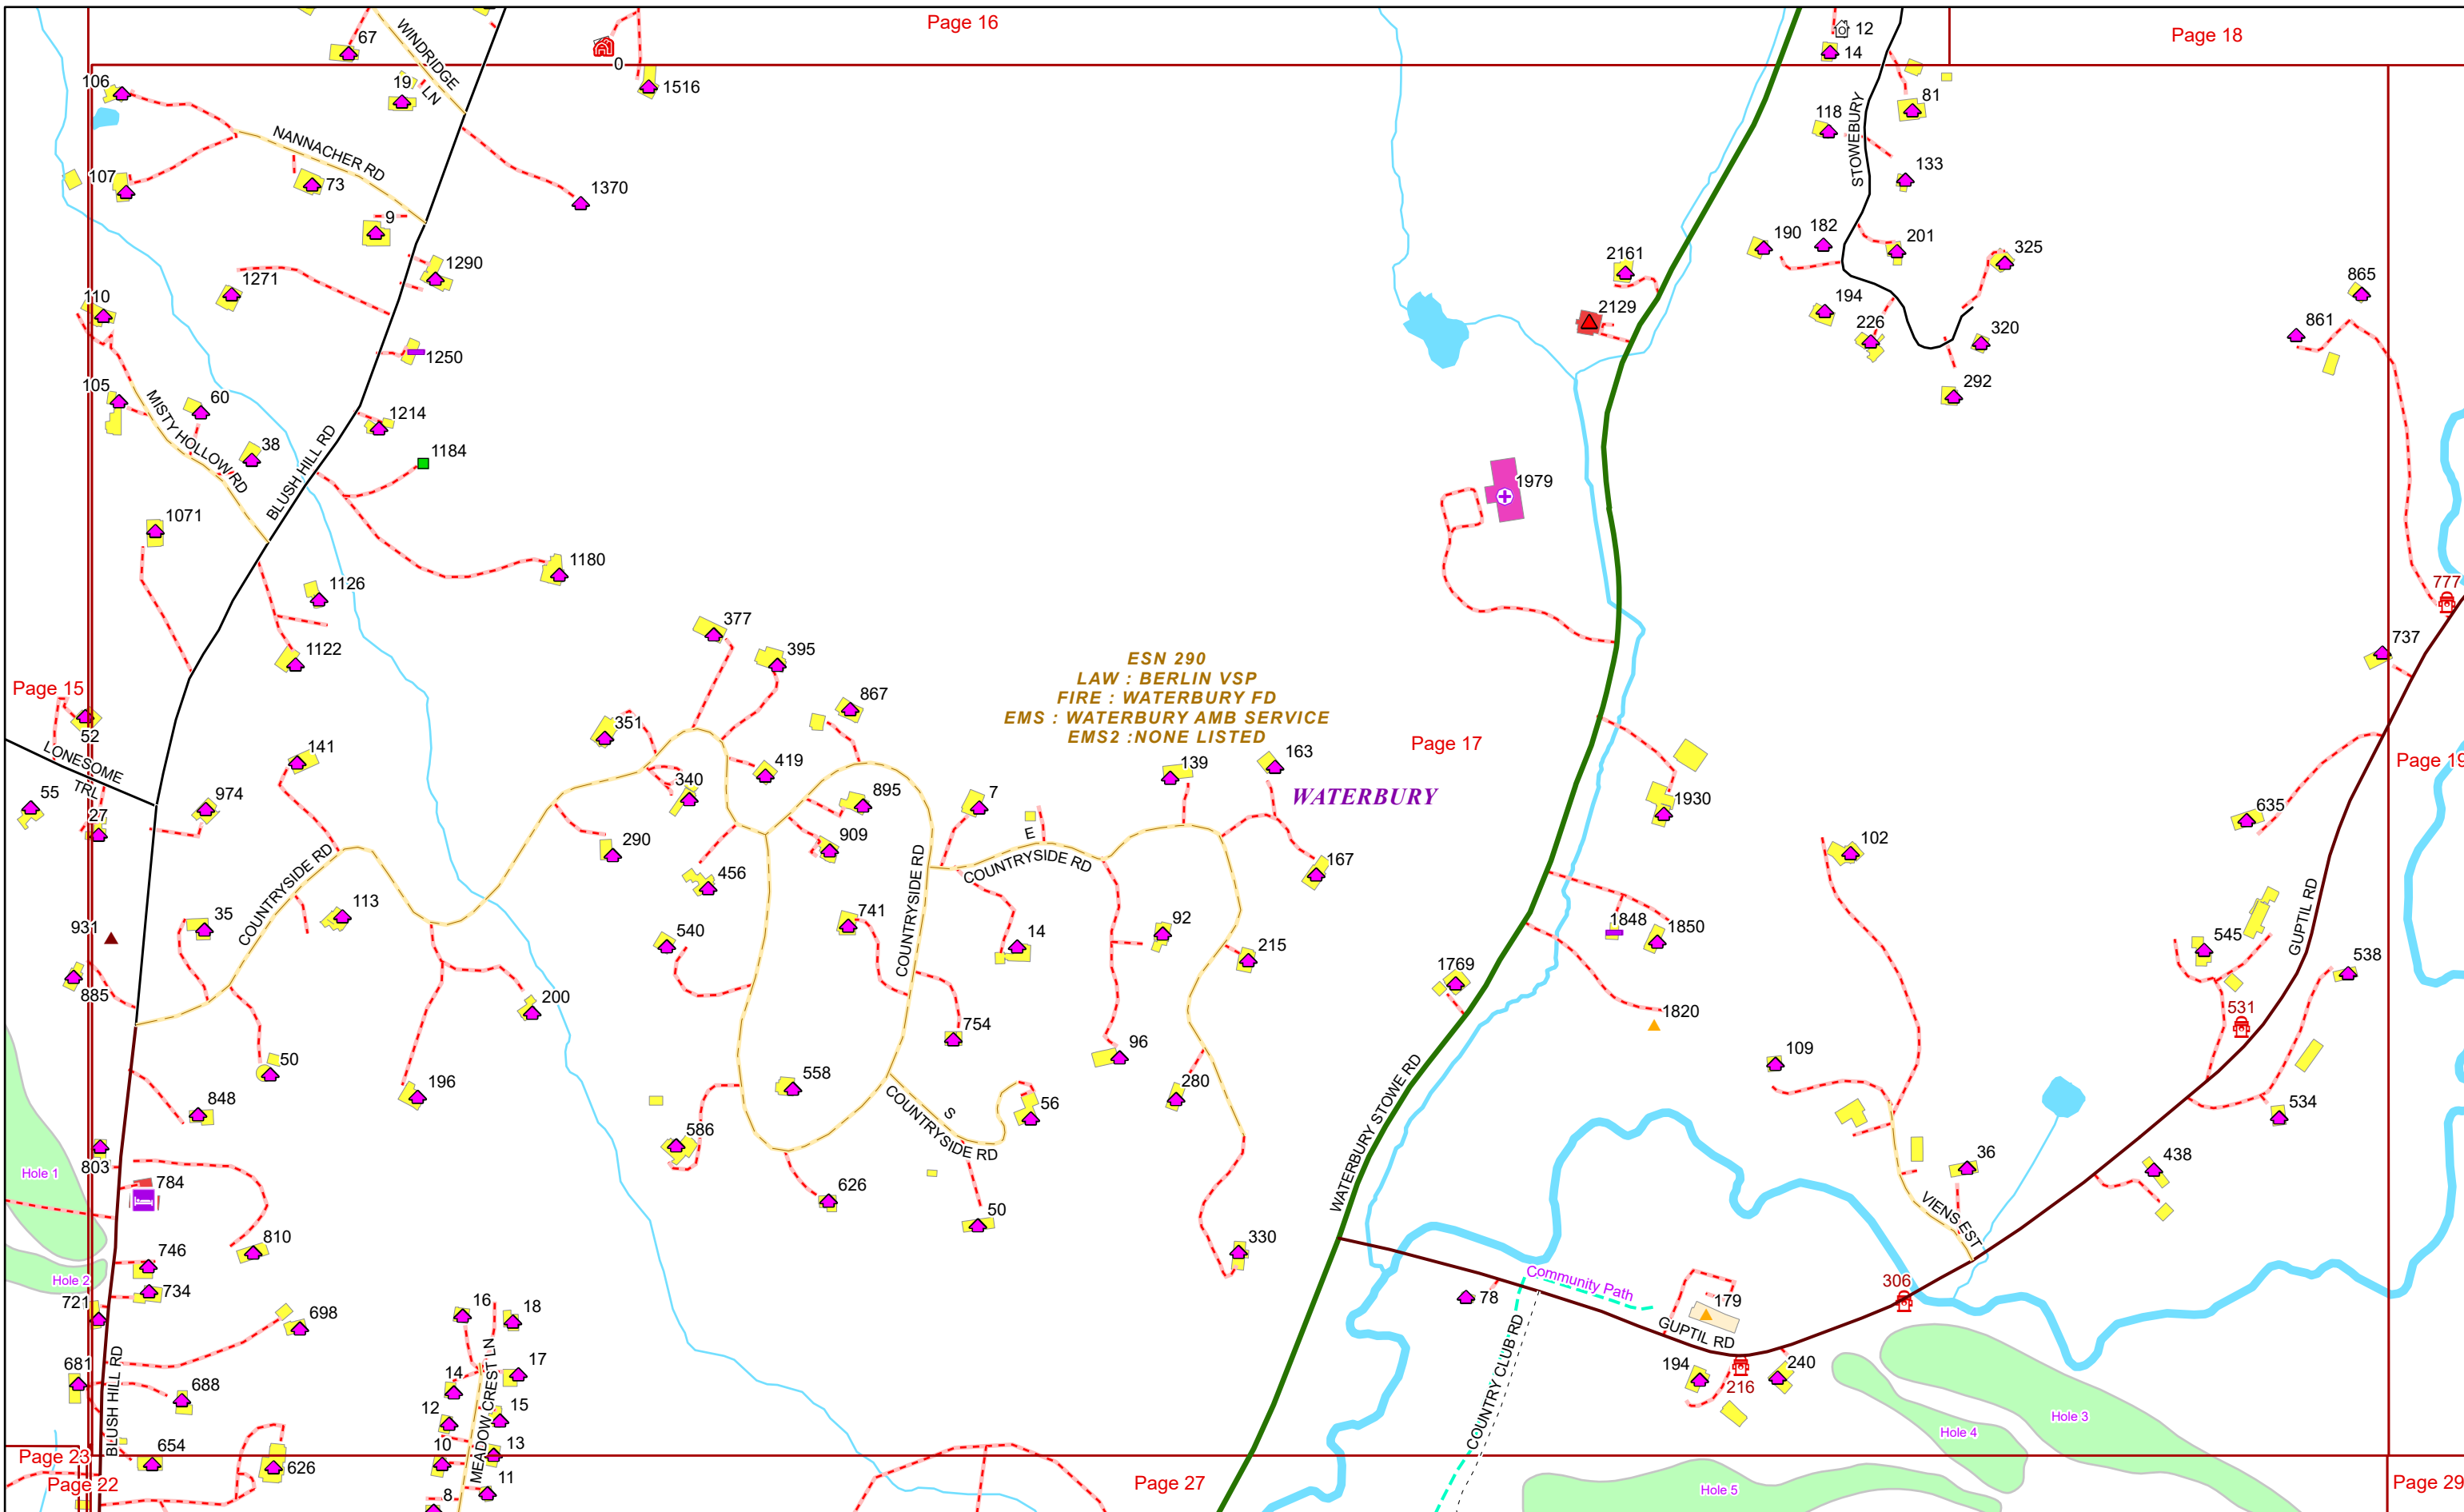 Page 16
Page 18
67
WINDRIDGE
LN
0
1516
12
14
106
19
81
118
STOWEBURY
NANNACHER RD
107
73
133
1370
9
190
182
201
325
1290
2161
865
1271
110
2129
194
226
320
861
1250
105
60
292
MISTY HOLLOW RD
1214
38
BLUSH HILL RD
1184
1979
1071
1180
1126
777
377
1122
395
737
ESN 290
LAW : BERLIN VSP
FIRE : WATERBURY FD
EMS : WATERBURY AMB SERVICE
EMS2 :NONE LISTED
Page 15
867
351
52
141
419
139
163
Page 17
LONESOME
TRL
340
WATERBURY
Page 19
55
974
895
7
1930
635
27
290
909
E
COUNTRYSIDE RD
102
COUNTRYSIDE RD
456
COUNTRYSIDE RD
167
931
35
113
540
741
14
92
215
1848
1850
GUPTIL RD
545
538
885
200
1769
1820
531
754
96
109
50
558
280
WATERBURY STOWE RD
848
196
S
COUNTRYSIDE RD
56
534
586
803
36
438
Hole 1
784
626
50
VIENS EST
810
330
746
Hole 2
734
Community Path
306
721
16
18
78
179
698
GUPTIL RD
COUNTRY CLUB RD
681
BLUSH HILL RD
688
14
17
MEADOW CREST LN
194
216
240
12
15
Hole 3
Hole 4
Page 23
654
10
13
626
Page 22
11
8
Page 27
Hole 5
Page 29